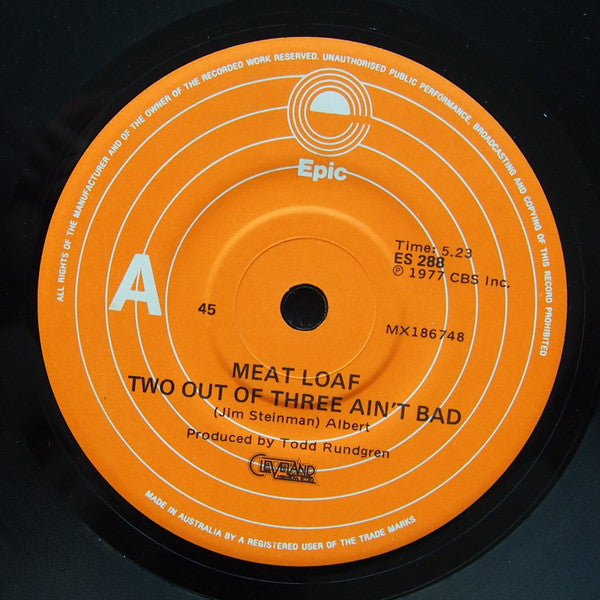 ALL RIGHTS OF THE MANUFACTURER AND OF THE OWNER OF THE RECORDED WORK RESERVED. UNAUTHORISED PUBLIC PERFORMANCE, BROADCASTING AND COPYING OF THIS RECORD PROHIBITED
Epic
Time: 5.23
ES 288
℗ 1977 CBS Inc.
A
45
MX186748
MEAT LOAF
TWO OUT OF THREE AIN'T BAD
(Jim Steinman) Albert
Produced by Todd Rundgren
CLEVELAND
MADE IN AUSTRALIA BY A REGISTERED USER OF THE TRADE MARKS